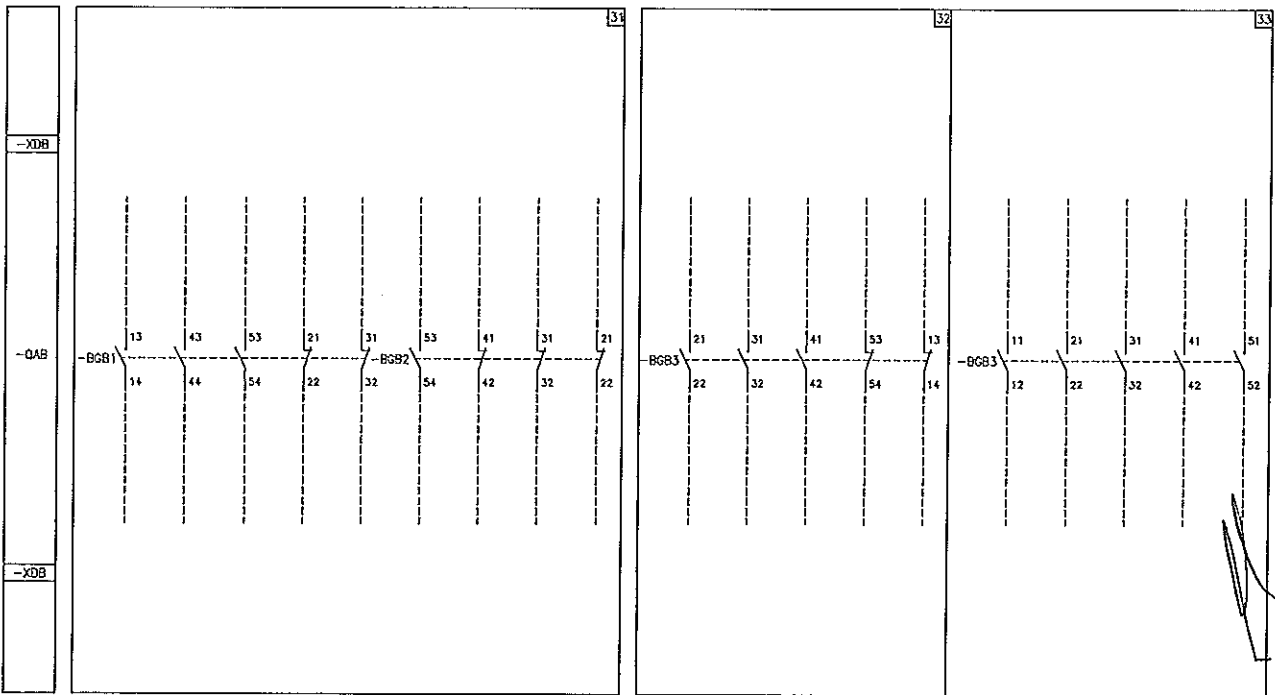 31 32 33
-XDB
13 43 53 21 31 53 41 31 21 21 31 41 53 13 11 21 31 41 51
-QAB -BGB1 -BGB2 -BGB3 -BGB3
14 44 54 22 32 54 42 32 22 22 32 42 54 14 12 22 32 42 52
-XDB